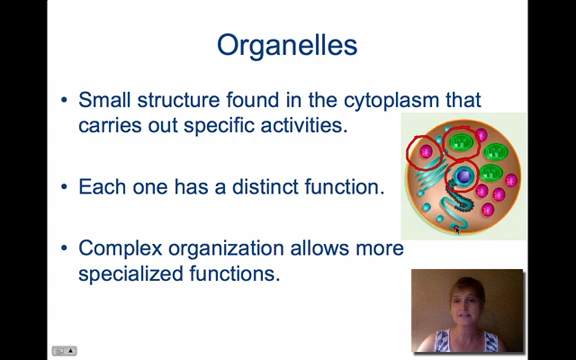 Organelles
• Small structure found in the cytoplasm that
carries out specific activities.
• Each one has a distinct function.
• Complex organization allows more
specialized functions.